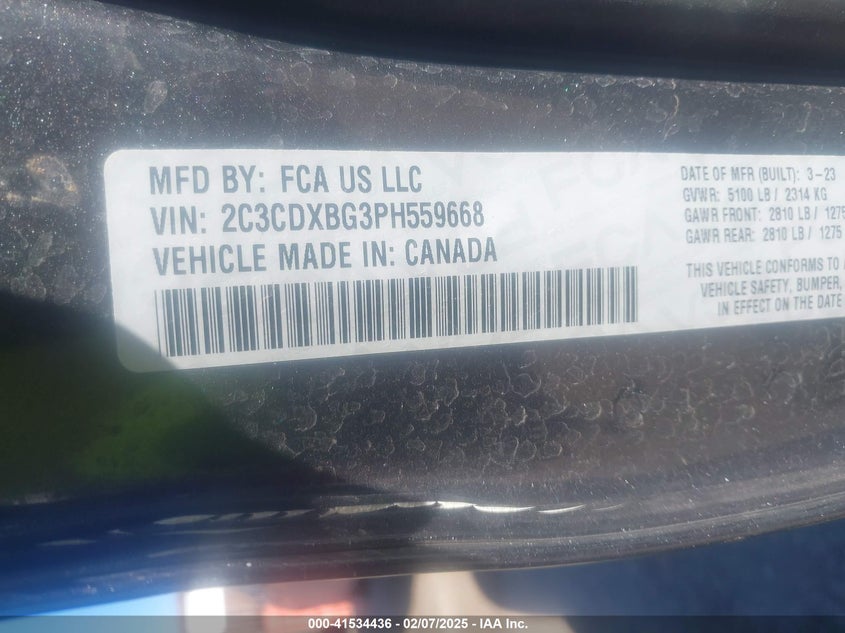 MFD BY: FCA US LLC
VIN: 2C3CDXBG3PH559668
VEHICLE MADE IN: CANADA
DATE OF MFR (BUILT): 3-23
GVWR: 5100 LB / 2314 KG
GAWR FRONT: 2810 LB / 1275
GAWR REAR: 2810 LB / 1275
THIS VEHICLE CONFORMS TO
VEHICLE SAFETY, BUMPER,
IN EFFECT ON THE DATE
000-41534436 - 02/07/2025 - IAA Inc.